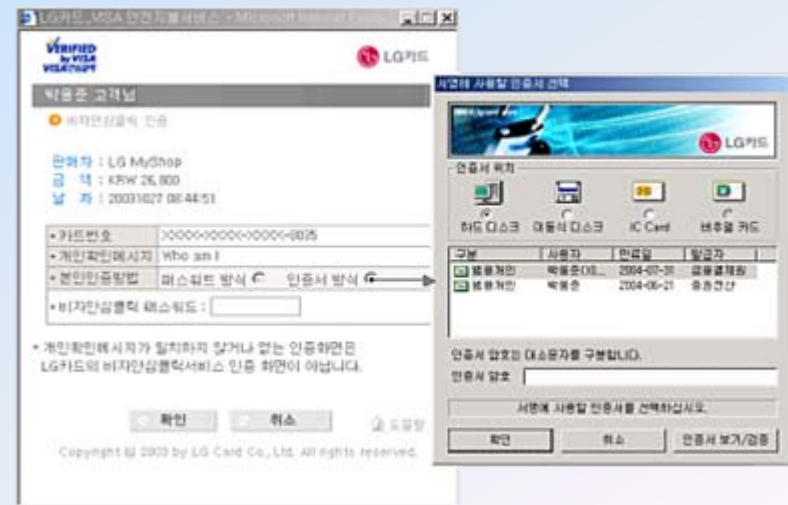 LG카드,VISA 안전지불서비스 - Microsoft Internet
VERIFIED
by VISA
LG카드
박용준 고객님
비자안심클릭 인증
판매자 : LG MyShop
금 액 : KRW 26,800
날 자 : 20031027 08:44:51
카드번호
XXXX-XXXX-XXXX-8025
개인확인메시지
Who am I
본인인증방법
패스워드 방식
인증서 방식
비자안심클릭 패스워드 :
* 개인확인메시지가 일치하지 않거나 없는 인증화면은
LG카드의 비자안심클릭서비스 인증 화면이 아닙니다.
확인
취소
도움말
Copyright (c) 2003 by LG Card Co., Ltd. All rights reserved.
서명에 사용할 인증서 선택
LG카드
인증서 위치
하드디스크
이동식디스크
IC Card
버추얼 카드
구분
사용자
만료일
발급자
범용개인
박용준()0...
2004-07-31
금융결제원
범용개인
박용준
2004-06-21
증권전산
인증서 암호는 대소문자를 구분합니다.
인증서 암호
서명에 사용할 인증서를 선택하십시오.
확인
취소
인증서 보기/검증